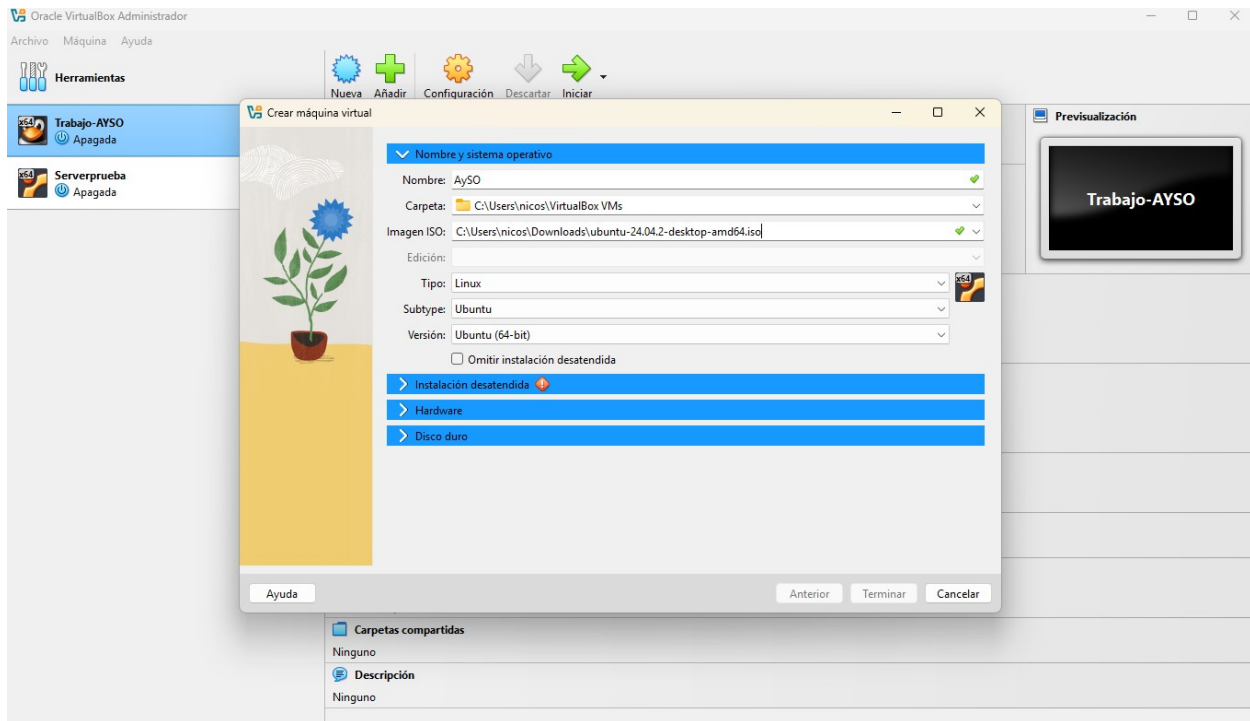 Oracle VirtualBox Administrador
Archivo Máquina Ayuda
Herramientas
Nueva Añadir Configuración Descartar Iniciar
x64
Trabajo-AYSO
Apagada
x64
Serverprueba
Apagada
Crear máquina virtual
Nombre y sistema operativo
Nombre: AySO
Carpeta: C:\Users\nicos\VirtualBox VMs
Imagen ISO: C:\Users\nicos\Downloads\ubuntu-24.04.2-desktop-amd64.iso
Edición:
Tipo: Linux
x64
Subtype: Ubuntu
Versión: Ubuntu (64-bit)
Omitir instalación desatendida
Instalación desatendida
Hardware
Disco duro
Ayuda Anterior Terminar Cancelar
Previsualización
Trabajo-AYSO
Carpetas compartidas
Ninguno
Descripción
Ninguno